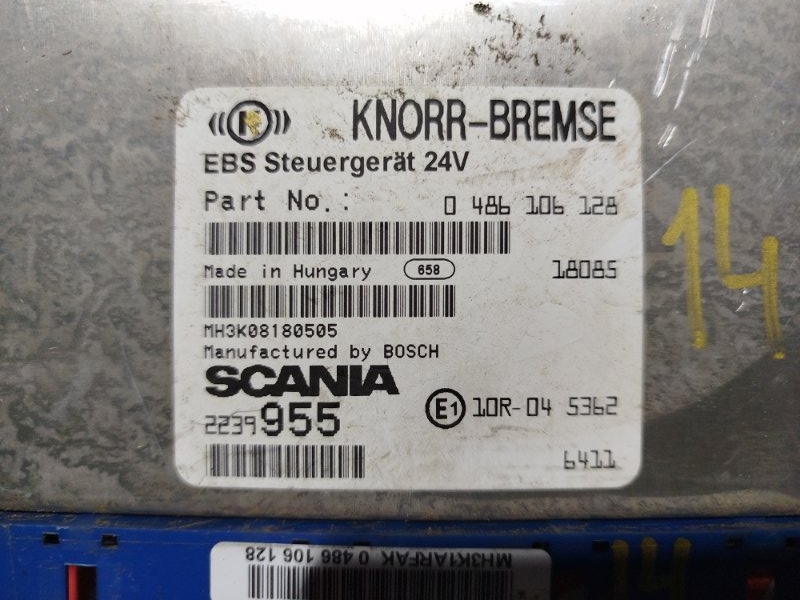 K KNORR-BREMSE
EBS Steuergerät 24V
Part No.: 0 486 106 128
Made in Hungary 658 18085
MH3K08180505
Manufactured by BOSCH
SCANIA
2239955 E1 10R-04 5362
6411
14
MH3K1ARFAK 0 486 106 128
14